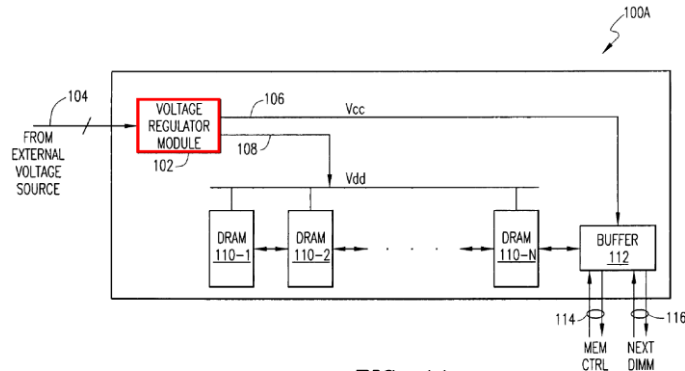 100A
104
FROM
EXTERNAL
VOLTAGE
SOURCE
VOLTAGE
REGULATOR
MODULE
102
106
Vcc
108
Vdd
DRAM
110-1
DRAM
110-2
. . . .
DRAM
110-N
BUFFER
112
114
116
MEM
CTRL
NEXT
DIMM